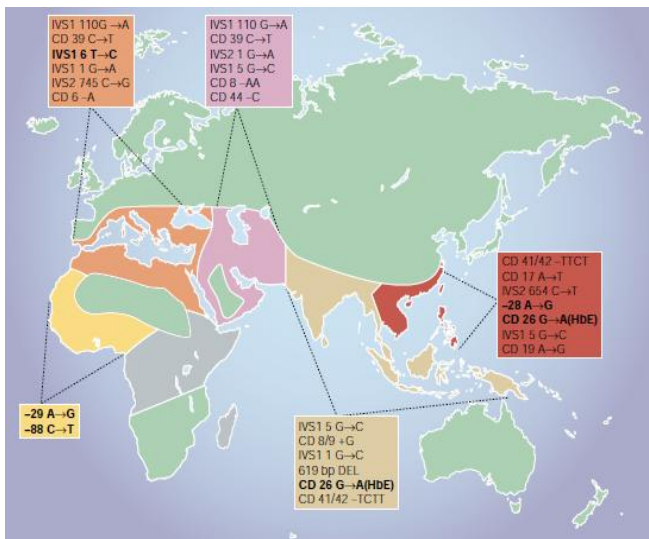 IVS1 110G→A
CD 39 C→T
IVS1 6 T→C
IVS1 1 G→A
IVS2 745 C→G
CD 6 –A
IVS1 110 G→A
CD 39 C→T
IVS2 1 G→A
IVS1 5 G→C
CD 8 –AA
CD 44 –C
CD 41/42 –TTCT
CD 17 A→T
IVS2 654 C→T
–28 A→G
CD 26 G→A(HbE)
IVS1 5 G→C
CD 19 A→G
–29 A→G
–88 C→T
IVS1 5 G→C
CD 8/9 +G
IVS1 1 G→C
619 bp DEL
CD 26 G→A(HbE)
CD 41/42 –TCTT